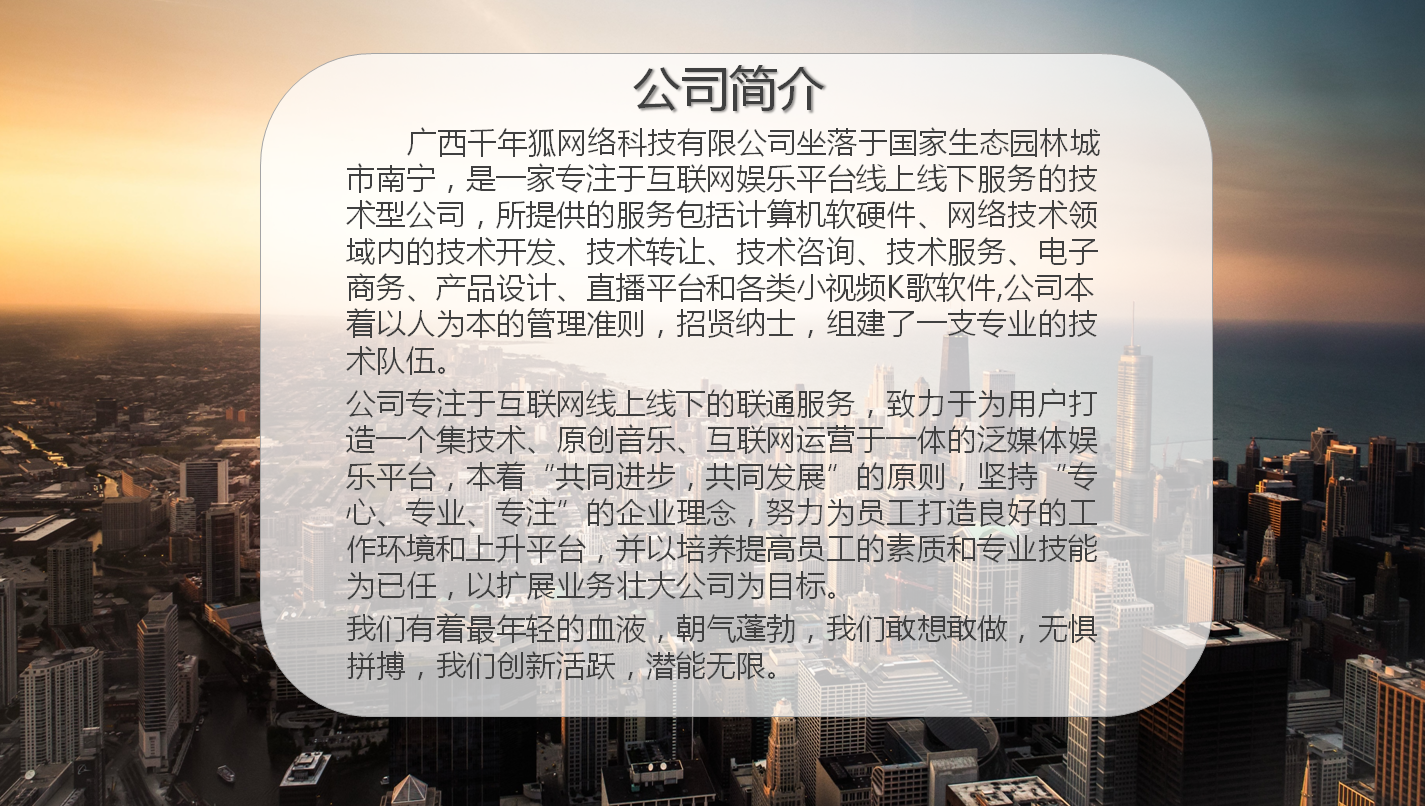 公司简介
广西千年狐网络科技有限公司坐落于国家生态园林城
市南宁，是一家专注于互联网娱乐平台线上线下服务的技
术型公司，所提供的服务包括计算机软硬件、网络技术领
域内的技术开发、技术转让、技术咨询、技术服务、电子
商务、产品设计、直播平台和各类小视频K歌软件,公司本
着以人为本的管理准则，招贤纳士，组建了一支专业的技
术队伍。
公司专注于互联网线上线下的联通服务，致力于为用户打
造一个集技术、原创音乐、互联网运营于一体的泛媒体娱
乐平台，本着“共同进步，共同发展”的原则，坚持“专
心、专业、专注”的企业理念，努力为员工打造良好的工
作环境和上升平台，并以培养提高员工的素质和专业技能
为已任，以扩展业务壮大公司为目标。
我们有着最年轻的血液，朝气蓬勃，我们敢想敢做，无惧
拼搏，我们创新活跃，潜能无限。